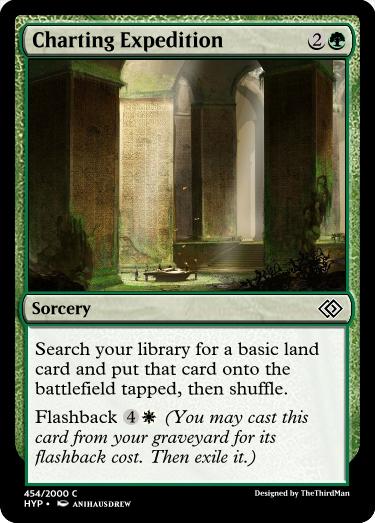 Charting Expedition 2
Sorcery
Search your library for a basic land
card and put that card onto the
battlefield tapped, then shuffle.
Flashback 4 (You may cast this
card from your graveyard for its
flashback cost. Then exile it.)
454/2000 C
Designed by TheThirdMan
HYP • ANIHAUSDREW